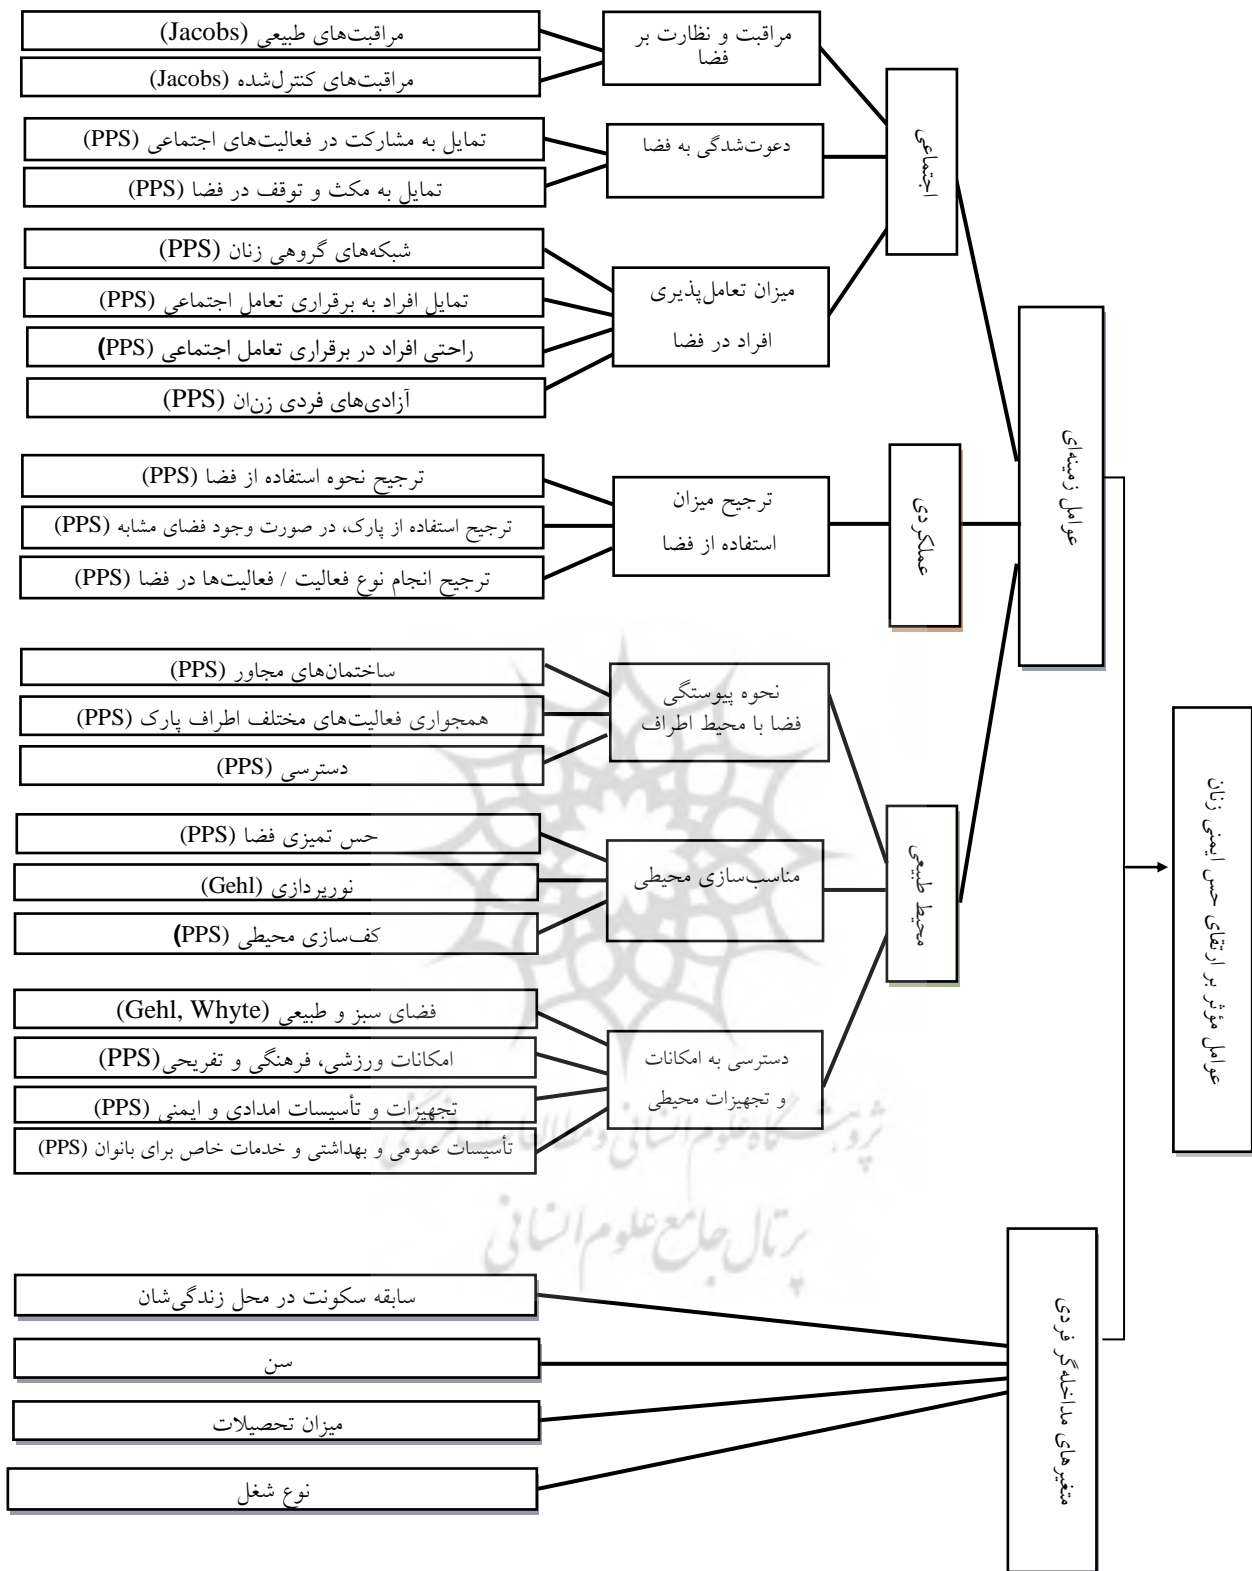 عوامل مؤثر بر ارتقای حس ایمنی زنان
عوامل زمینه‌ای
اجتماعی
مراقبت و نظارت بر
فضا
مراقبت‌های طبیعی (Jacobs)
مراقبت‌های کنترل‌شده (Jacobs)
دعوت‌شدگی به فضا
تمایل به مشارکت در فعالیت‌های اجتماعی (PPS)
تمایل به مکث و توقف در فضا (PPS)
میزان تعامل‌پذیری
افراد در فضا
شبکه‌های گروهی زنان (PPS)
تمایل افراد به برقراری تعامل اجتماعی (PPS)
راحتی افراد در برقراری تعامل اجتماعی (PPS)
آزادی‌های فردی زنان (PPS)
عملکردی
ترجیح میزان
استفاده از فضا
ترجیح نحوه استفاده از فضا (PPS)
ترجیح استفاده از پارک، در صورت وجود فضای مشابه (PPS)
ترجیح انجام نوع فعالیت / فعالیت‌ها در فضا (PPS)
محیط طبیعی
نحوه پیوستگی
فضا با محیط اطراف
ساختمان‌های مجاور (PPS)
همجواری فعالیت‌های مختلف اطراف پارک (PPS)
دسترسی (PPS)
مناسب‌سازی محیطی
حس تمیزی فضا (PPS)
نورپردازی (Gehl)
کف‌سازی محیطی (PPS)
دسترسی به امکانات
و تجهیزات محیطی
فضای سبز و طبیعی (Gehl, Whyte)
امکانات ورزشی، فرهنگی و تفریحی(PPS)
تجهیزات و تأسیسات امدادی و ایمنی (PPS)
تأسیسات عمومی و بهداشتی و خدمات خاص برای بانوان (PPS)
متغیرهای مداخله‌گر فردی
سابقه سکونت در محل زندگی‌شان
سن
میزان تحصیلات
نوع شغل
پژوهشگاه علوم انسانی و مطالعات فرهنگی
پرتال جامع علوم انسانی